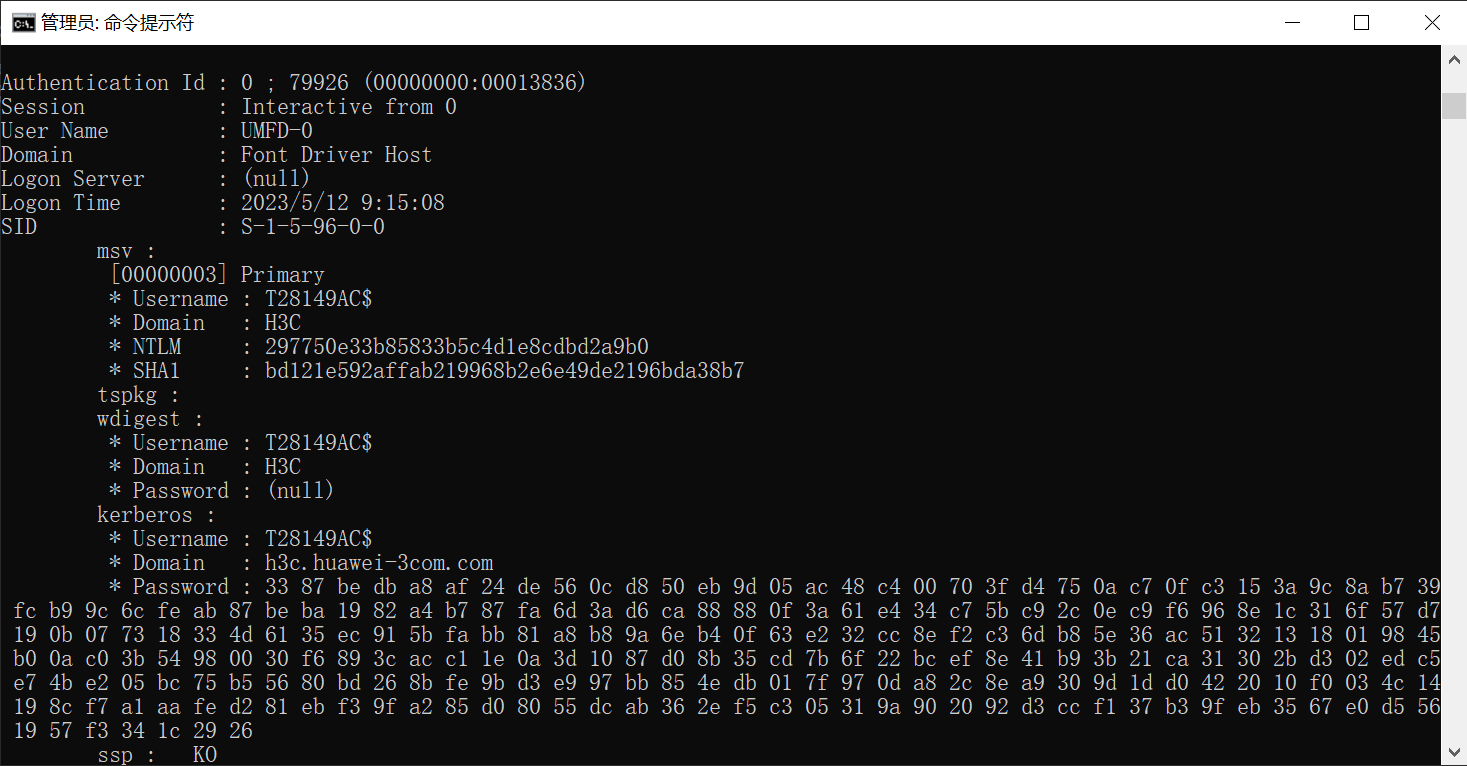 管理员: 命令提示符
Authentication Id : 0 ; 79926 (00000000:00013836)
Session           : Interactive from 0
User Name         : UMFD-0
Domain            : Font Driver Host
Logon Server      : (null)
Logon Time        : 2023/5/12 9:15:08
SID               : S-1-5-96-0-0
        msv :
         [00000003] Primary
         * Username : T28149AC$
         * Domain   : H3C
         * NTLM     : 297750e33b85833b5c4d1e8cdbd2a9b0
         * SHA1     : bd121e592affab219968b2e6e49de2196bda38b7
        tspkg :
        wdigest :
         * Username : T28149AC$
         * Domain   : H3C
         * Password : (null)
        kerberos :
         * Username : T28149AC$
         * Domain   : h3c.huawei-3com.com
         * Password : 33 87 be db a8 af 24 de 56 0c d8 50 eb 9d 05 ac 48 c4 00 70 3f d4 75 0a c7 0f c3 15 3a 9c 8a b7 39
 fc b9 9c 6c fe ab 87 be ba 19 82 a4 b7 87 fa 6d 3a d6 ca 88 88 0f 3a 61 e4 34 c7 5b c9 2c 0e c9 f6 96 8e 1c 31 6f 57 d7
 19 0b 07 73 18 33 4d 61 35 ec 91 5b fa bb 81 a8 b8 9a 6e b4 0f 63 e2 32 cc 8e f2 c3 6d b8 5e 36 ac 51 32 13 18 01 98 45
 b0 0a c0 3b 54 98 00 30 f6 89 3c ac c1 1e 0a 3d 10 87 d0 8b 35 cd 7b 6f 22 bc ef 8e 41 b9 3b 21 ca 31 30 2b d3 02 ed c5
 e7 4b e2 05 bc 75 b5 56 80 bd 26 8b fe 9b d3 e9 97 bb 85 4e db 01 7f 97 0d a8 2c 8e a9 30 9d 1d d0 42 20 10 f0 03 4c 14
 19 8c f7 a1 aa fe d2 81 eb f3 9f a2 85 d0 80 55 dc ab 36 2e f5 c3 05 31 9a 90 20 92 d3 cc f1 37 b3 9f eb 35 67 e0 d5 56
 19 57 f3 34 1c 29 26
        ssp :   KO